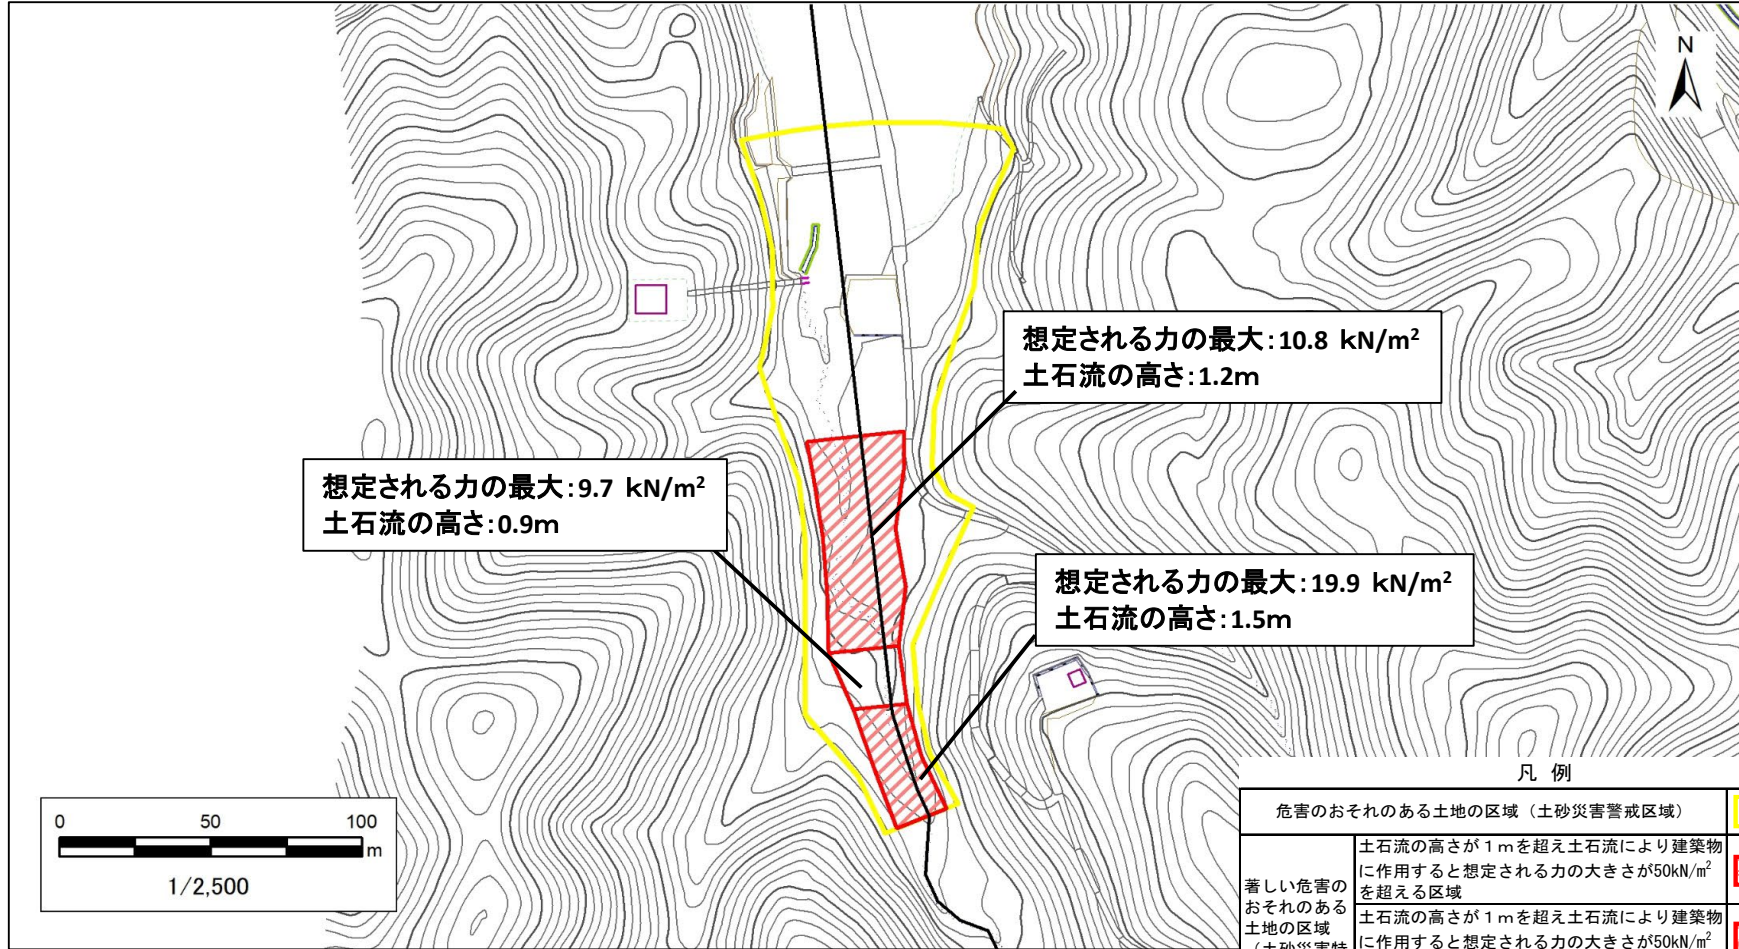 N
想定される力の最大:10.8 kN/m²
土石流の高さ:1.2m
想定される力の最大:9.7 kN/m²
土石流の高さ:0.9m
想定される力の最大:19.9 kN/m²
土石流の高さ:1.5m
0 50 100
m
1/2,500
凡 例
危害のおそれのある土地の区域（土砂災害警戒区域）
著しい危害の
おそれのある
土地の区域
（土砂災害特
土石流の高さが１ｍを超え土石流により建築物
に作用すると想定される力の大きさが50kN/m²
を超える区域
土石流の高さが１ｍを超え土石流により建築物
に作用すると想定される力の大きさが50kN/m²